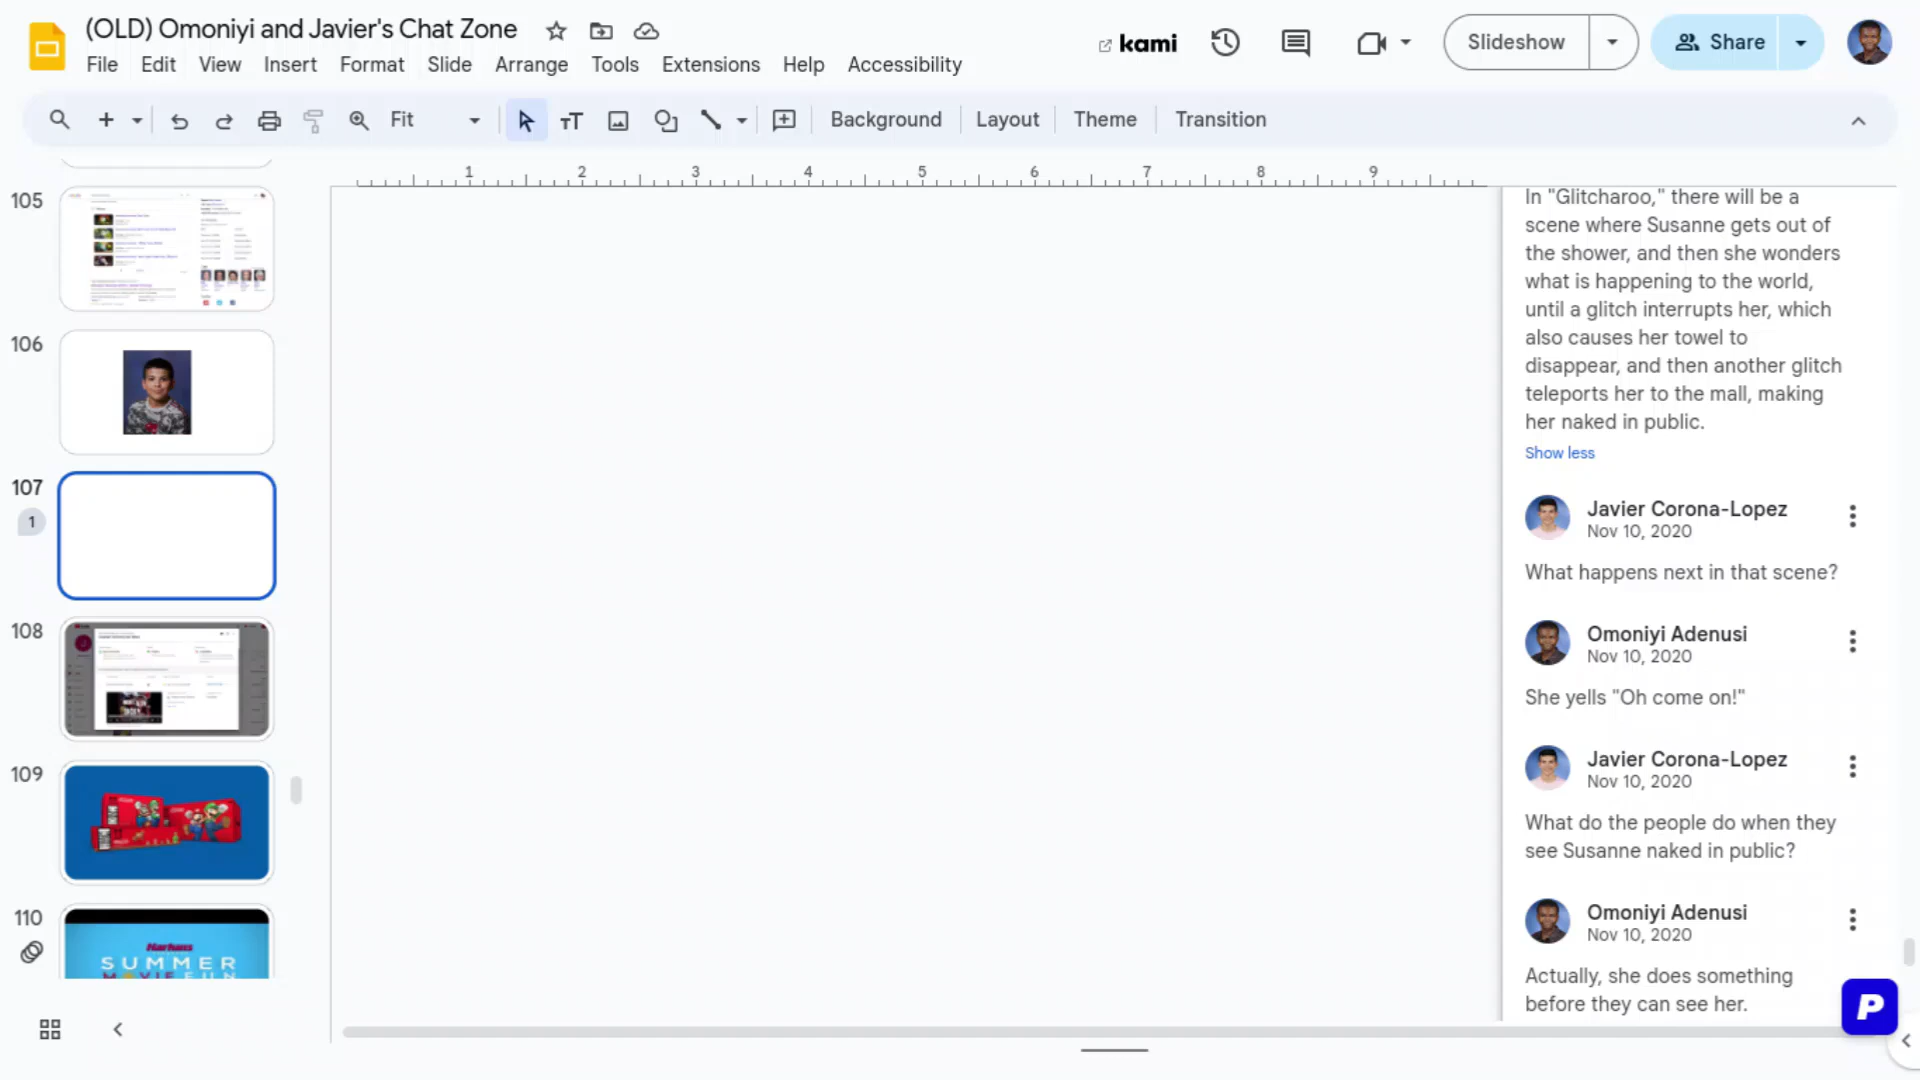 (OLD) Omoniyi and Javier's Chat Zone
File Edit View Insert Format Slide Arrange Tools Extensions Help Accessibility
kami
Slideshow
Share
Fit
Background
Layout
Theme
Transition
1 2 3 4 5 6 7 8 9
105
106
107
1
108
109
110
Harkins
SUMMER
MOVIE FUN
In "Glitcharoo," there will be a
scene where Susanne gets out of
the shower, and then she wonders
what is happening to the world,
until a glitch interrupts her, which
also causes her towel to
disappear, and then another glitch
teleports her to the mall, making
her naked in public.
Show less
Javier Corona-Lopez
Nov 10, 2020
What happens next in that scene?
Omoniyi Adenusi
Nov 10, 2020
She yells "Oh come on!"
Javier Corona-Lopez
Nov 10, 2020
What do the people do when they
see Susanne naked in public?
Omoniyi Adenusi
Nov 10, 2020
Actually, she does something
before they can see her.
P